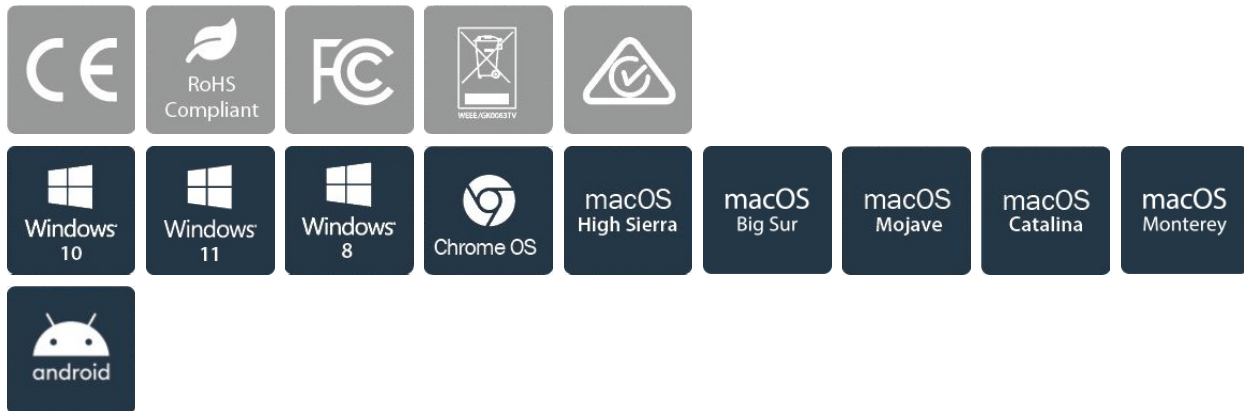 CE
RoHS
Compliant
FC
WEEE/GK0063TV
Windows
10
Windows
11
Windows
8
Chrome OS
macOS
High Sierra
macOS
Big Sur
macOS
Mojave
macOS
Catalina
macOS
Monterey
android